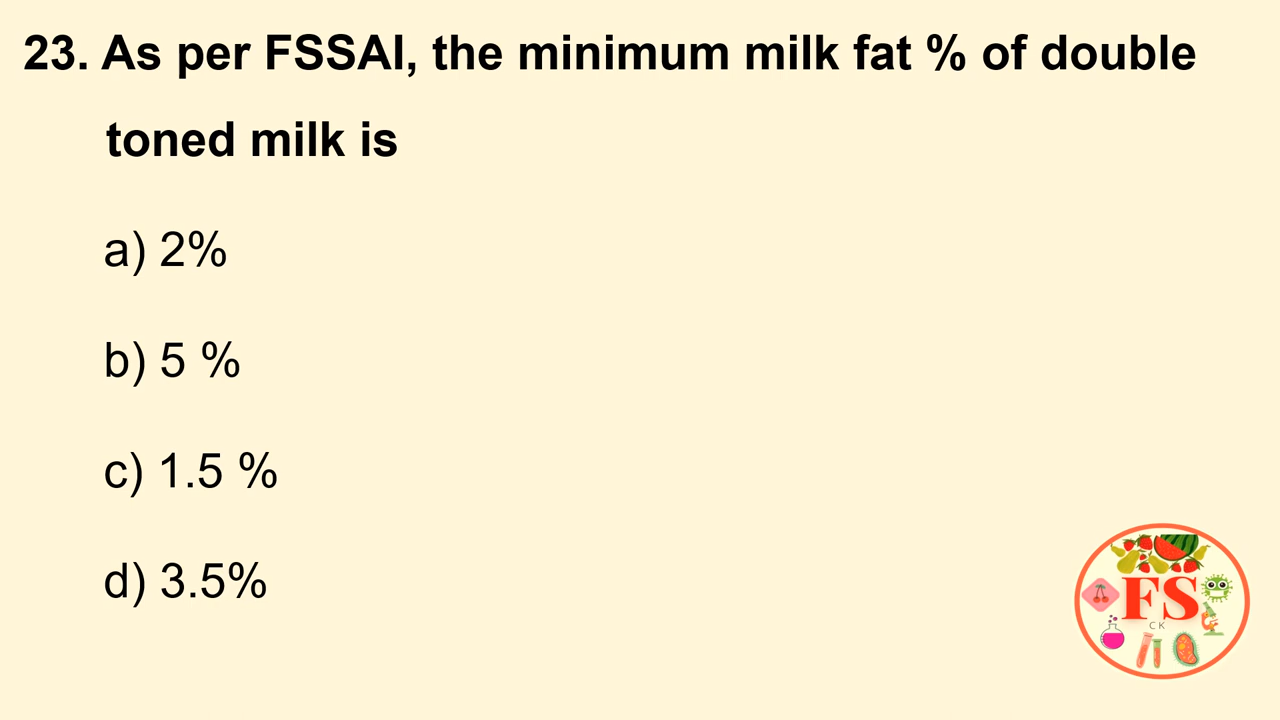 23. As per FSSAI, the minimum milk fat % of double
toned milk is
a) 2%
b) 5 %
c) 1.5 %
d) 3.5%
FS
CK